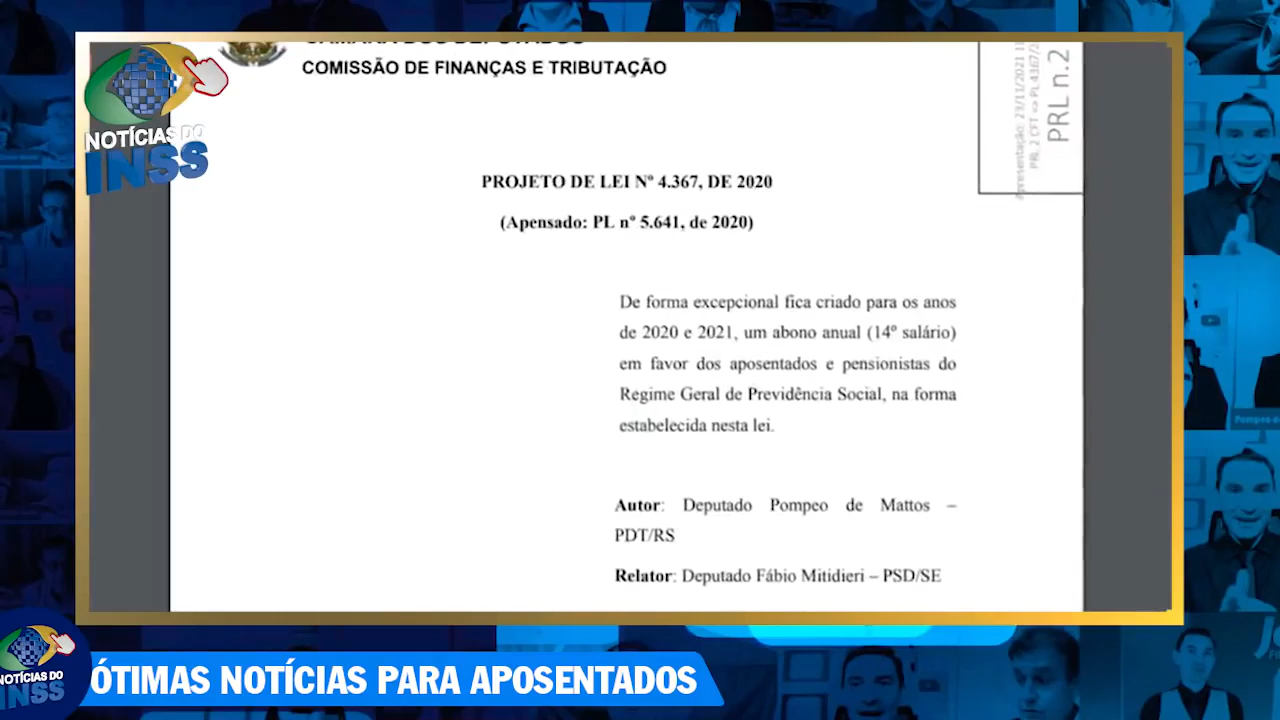 CÂMARA DOS DEPUTADOS
COMISSÃO DE FINANÇAS E TRIBUTAÇÃO
PRL n.2
NOTÍCIAS DO
INSS
PROJETO DE LEI Nº 4.367, DE 2020
(Apensado: PL nº 5.641, de 2020)
De forma excepcional fica criado para os anos
de 2020 e 2021, um abono anual (14º salário)
em favor dos aposentados e pensionistas do
Regime Geral de Previdência Social, na forma
estabelecida nesta lei.
Autor: Deputado Pompeo de Mattos –
PDT/RS
Relator: Deputado Fábio Mitidieri – PSD/SE
NOTÍCIAS DO
INSS
ÓTIMAS NOTÍCIAS PARA APOSENTADOS